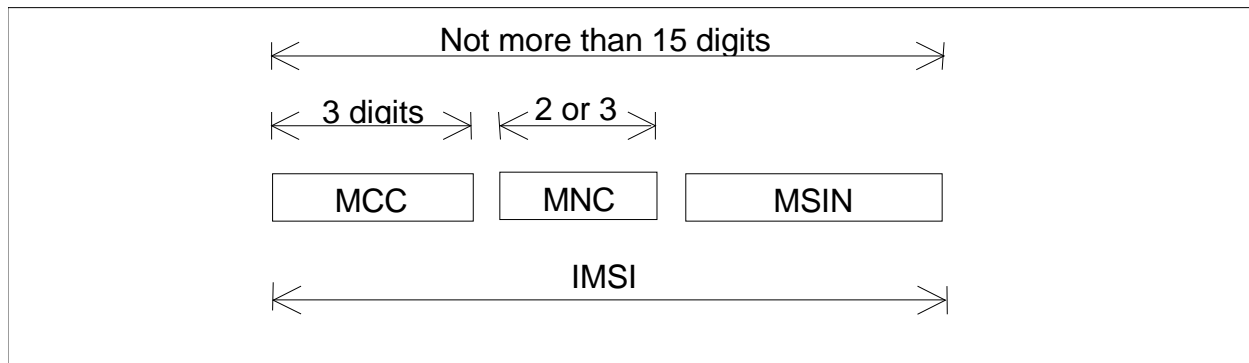 Not more than 15 digits
3 digits 2 or 3
MCC MNC MSIN
IMSI